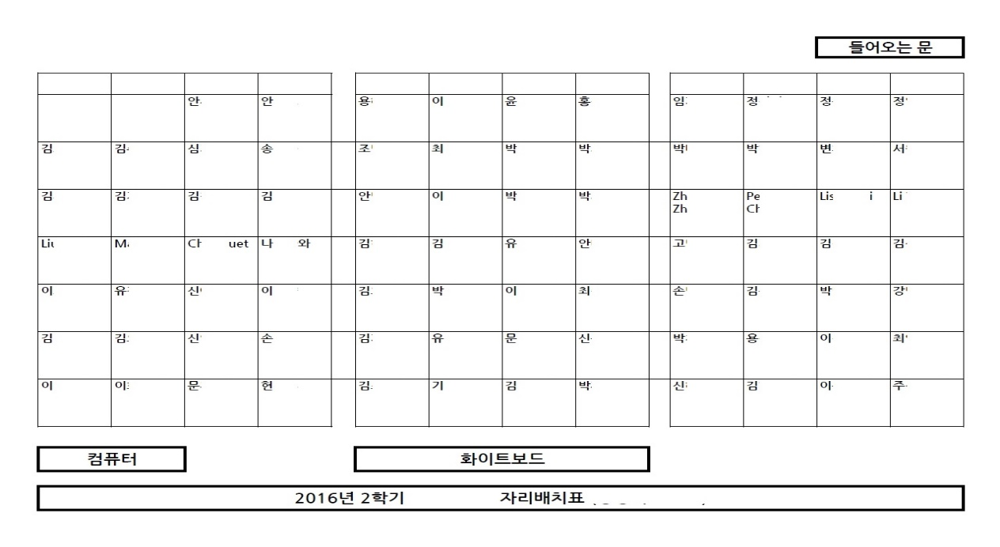 들어오는 문
안 안 용 이 윤 홍 임 정 정 정
김 김 심 송 조 최 박 박 박 박 변 서
김 김 김 김 안 이 박 박 Zh Pe Lis i Li
Zh Ch
Liu Ma Ch uet 나 와 김 김 유 안 고 김 김 김
이 유 신 이 김 박 이 최 손 김 박 강
김 김 신 손 김 유 문 신 박 용 이 최
이 이 문 현 김 기 김 박 신 김 이 주
컴퓨터 화이트보드
2016년 2학기 자리배치표